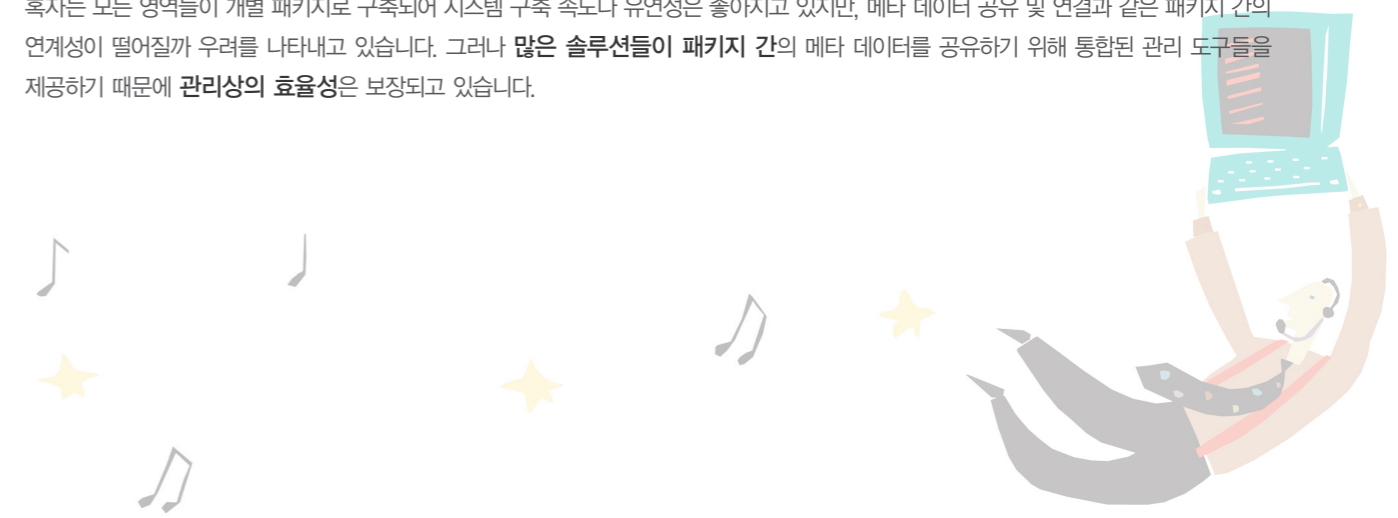 혹자는 모든 영역들이 개별 패키지로 구축되어 시스템 구축 속도나 유연성은 좋아지고 있지만, 메타 데이터 공유 및 연결과 같은 패키지 간의
연계성이 떨어질까 우려를 나타내고 있습니다. 그러나 많은 솔루션들이 패키지 간의 메타 데이터를 공유하기 위해 통합된 관리 도구들을
제공하기 때문에 관리상의 효율성은 보장되고 있습니다.